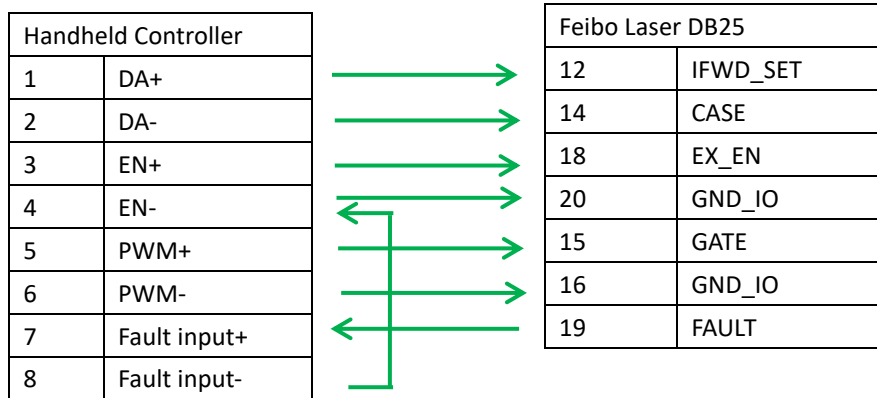 Handheld Controller
1 DA+
2 DA-
3 EN+
4 EN-
5 PWM+
6 PWM-
7 Fault input+
8 Fault input-
Feibo Laser DB25
12 IFWD_SET
14 CASE
18 EX_EN
20 GND_IO
15 GATE
16 GND_IO
19 FAULT